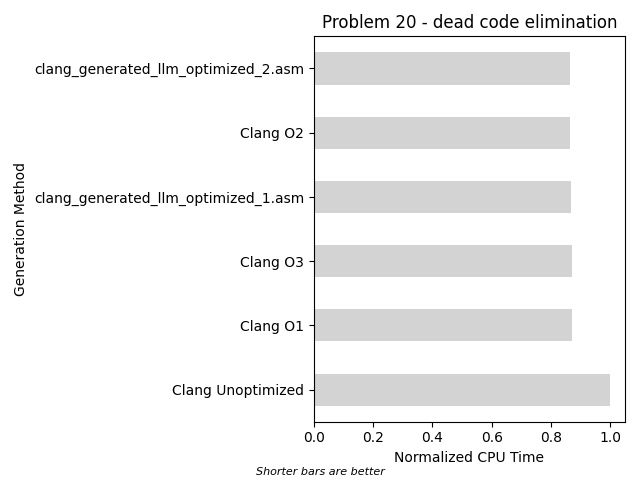 Problem 20 - dead code elimination
clang_generated_llm_optimized_2.asm
Clang O2
clang_generated_llm_optimized_1.asm
Clang O3
Clang O1
Clang Unoptimized
Generation Method
0.0 0.2 0.4 0.6 0.8 1.0
Normalized CPU Time
Shorter bars are better